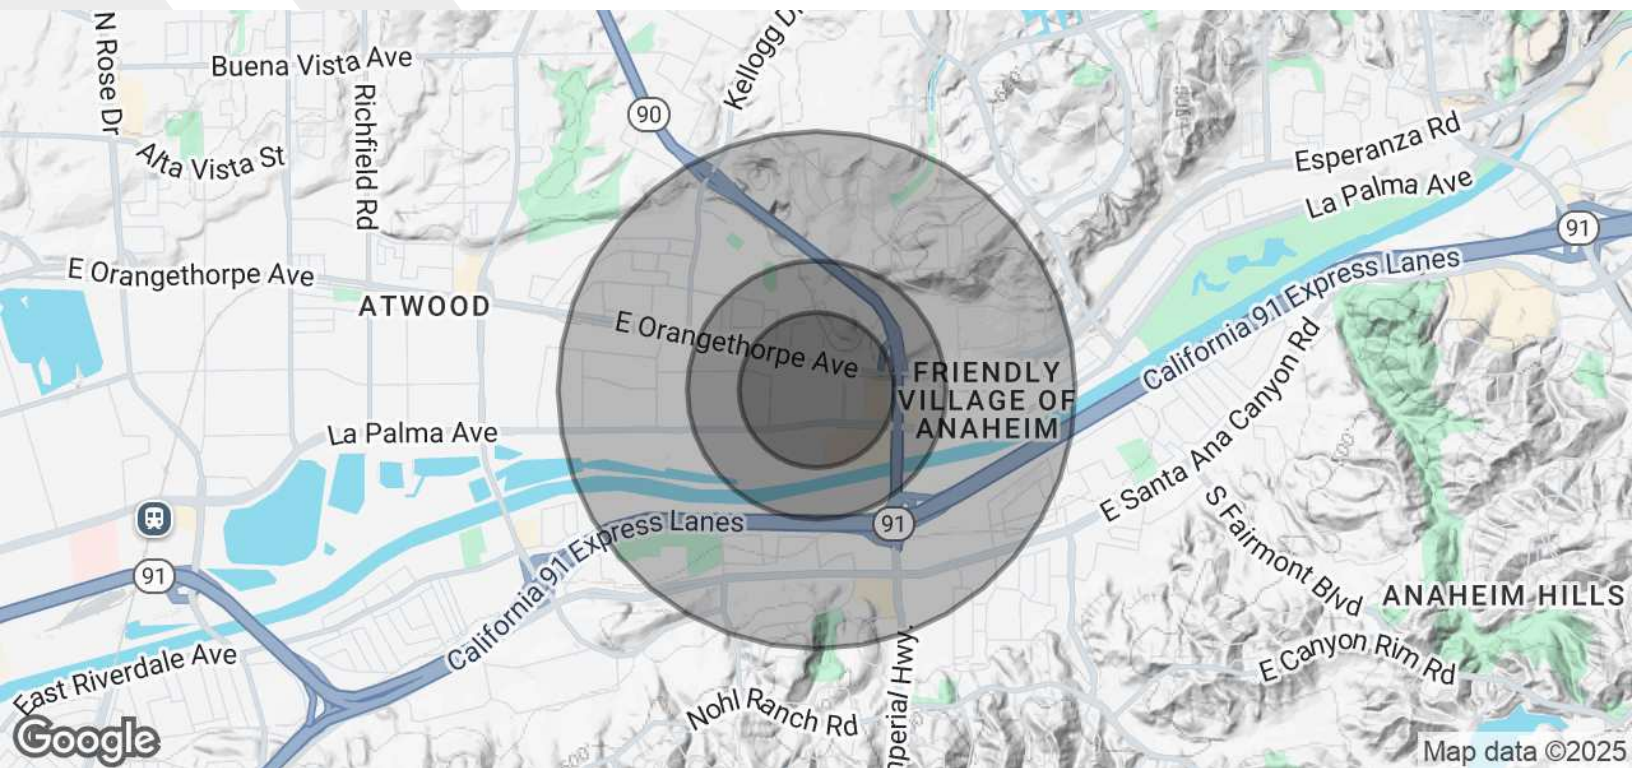 N Rose Dr
Buena Vista Ave
Richfield Rd
Alta Vista St
90
Kellogg Dr
Esperanza Rd
La Palma Ave
91
E Orangethorpe Ave
ATWOOD
E Orangethorpe Ave
FRIENDLY
VILLAGE OF
ANAHEIM
California 91 Express Lanes
La Palma Ave
E Santa Ana Canyon Rd
S Fairmont Blvd
91
California 91 Express Lanes
91
ANAHEIM HILLS
E Canyon Rim Rd
East Riverdale Ave
Nohl Ranch Rd
mperial Hwy.
Google
Map data ©2025